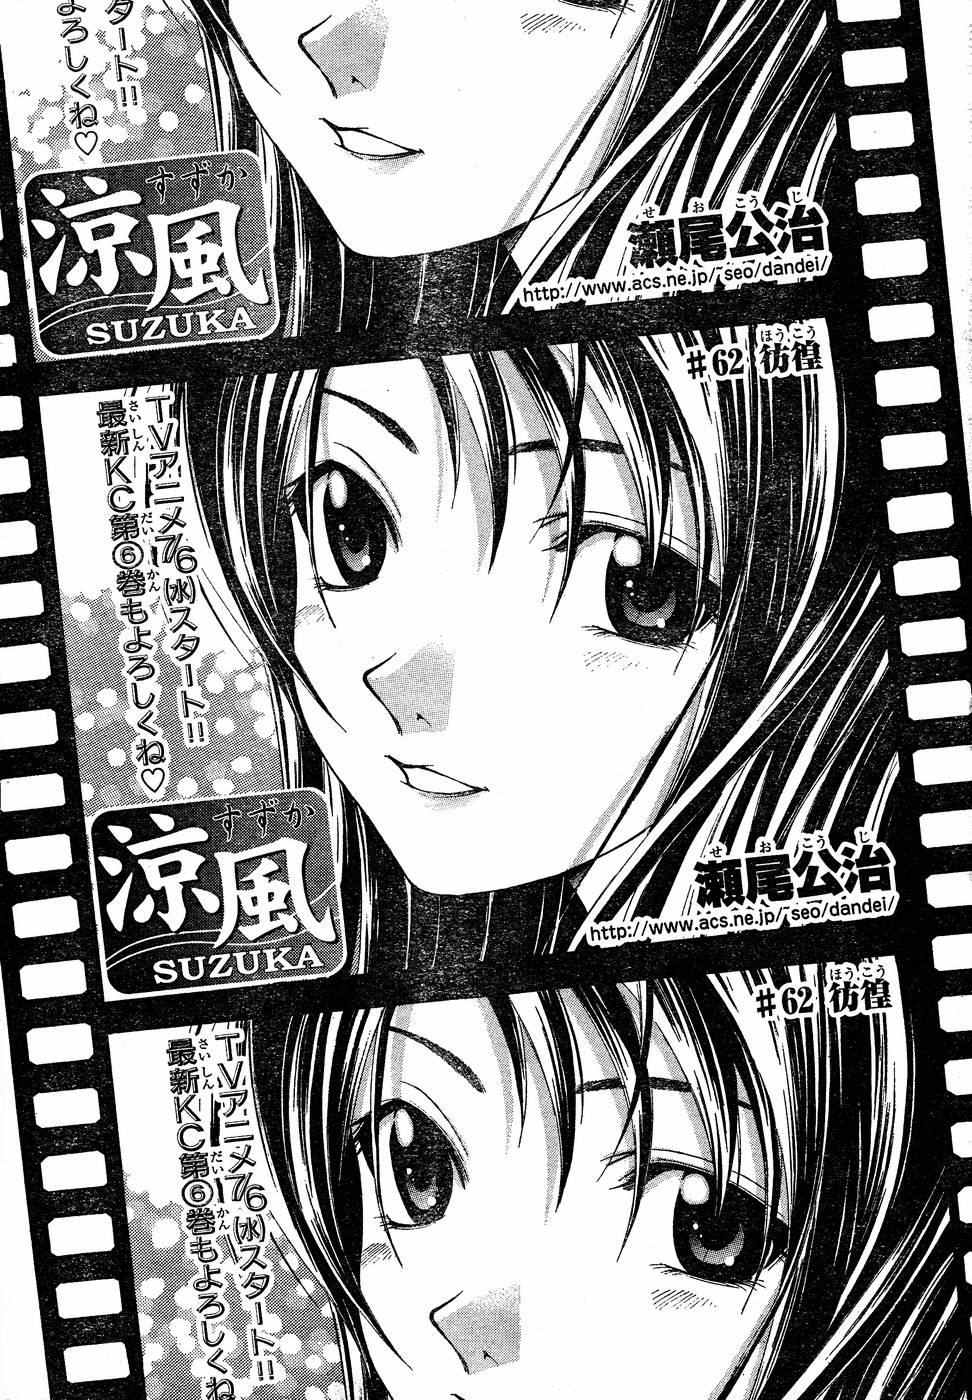 タート!!
よろしくね♡
すずか
涼風
SUZUKA
せおこうじ
瀬尾公治
http://www.acs.ne.jp/~seo/dandei/
ほうこう
#62 彷徨
TVアニメ7/6㈬スタート!!
さいしん だい かん
最新KC第⑥巻もよろしくね♡
すずか
涼風
SUZUKA
せおこうじ
瀬尾公治
http://www.acs.ne.jp/~seo/dandei/
ほうこう
#62 彷徨
TVアニメ7/6㈬スタート!!
さいしん だい かん
最新KC第⑥巻もよろしくね